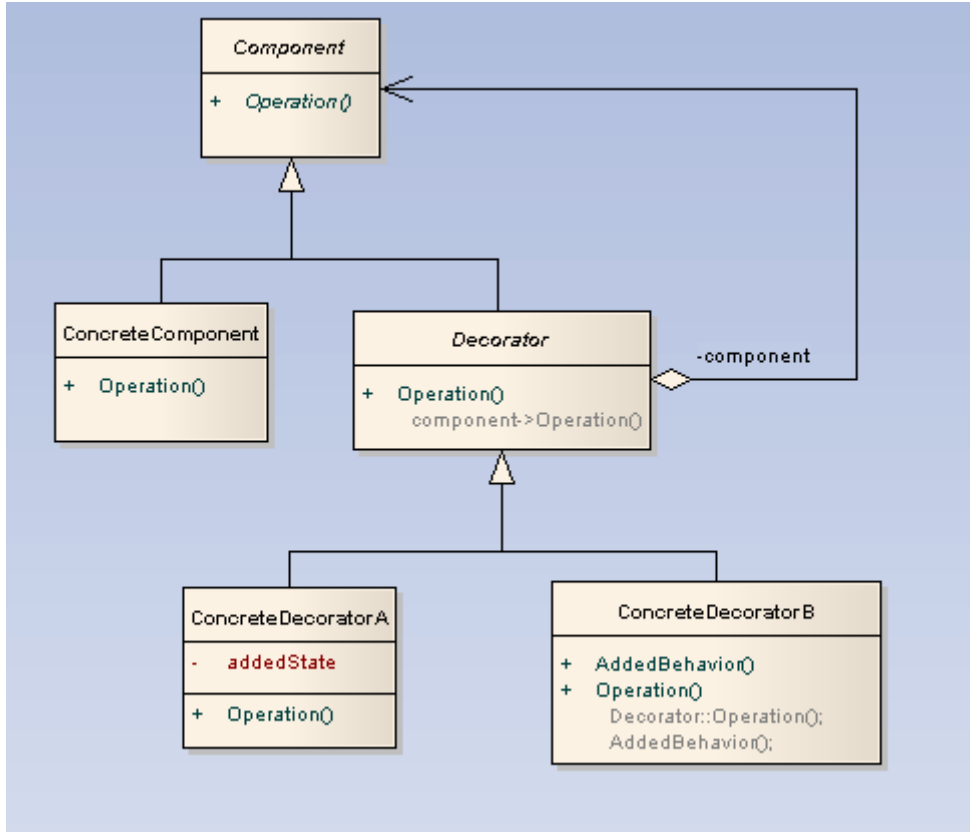 Component
+ Operation()
ConcreteComponent
+ Operation()
Decorator
+ Operation()
component->Operation()
-component
ConcreteDecoratorA
- addedState
+ Operation()
ConcreteDecoratorB
+ AddedBehavior()
+ Operation()
Decorator::Operation();
AddedBehavior();